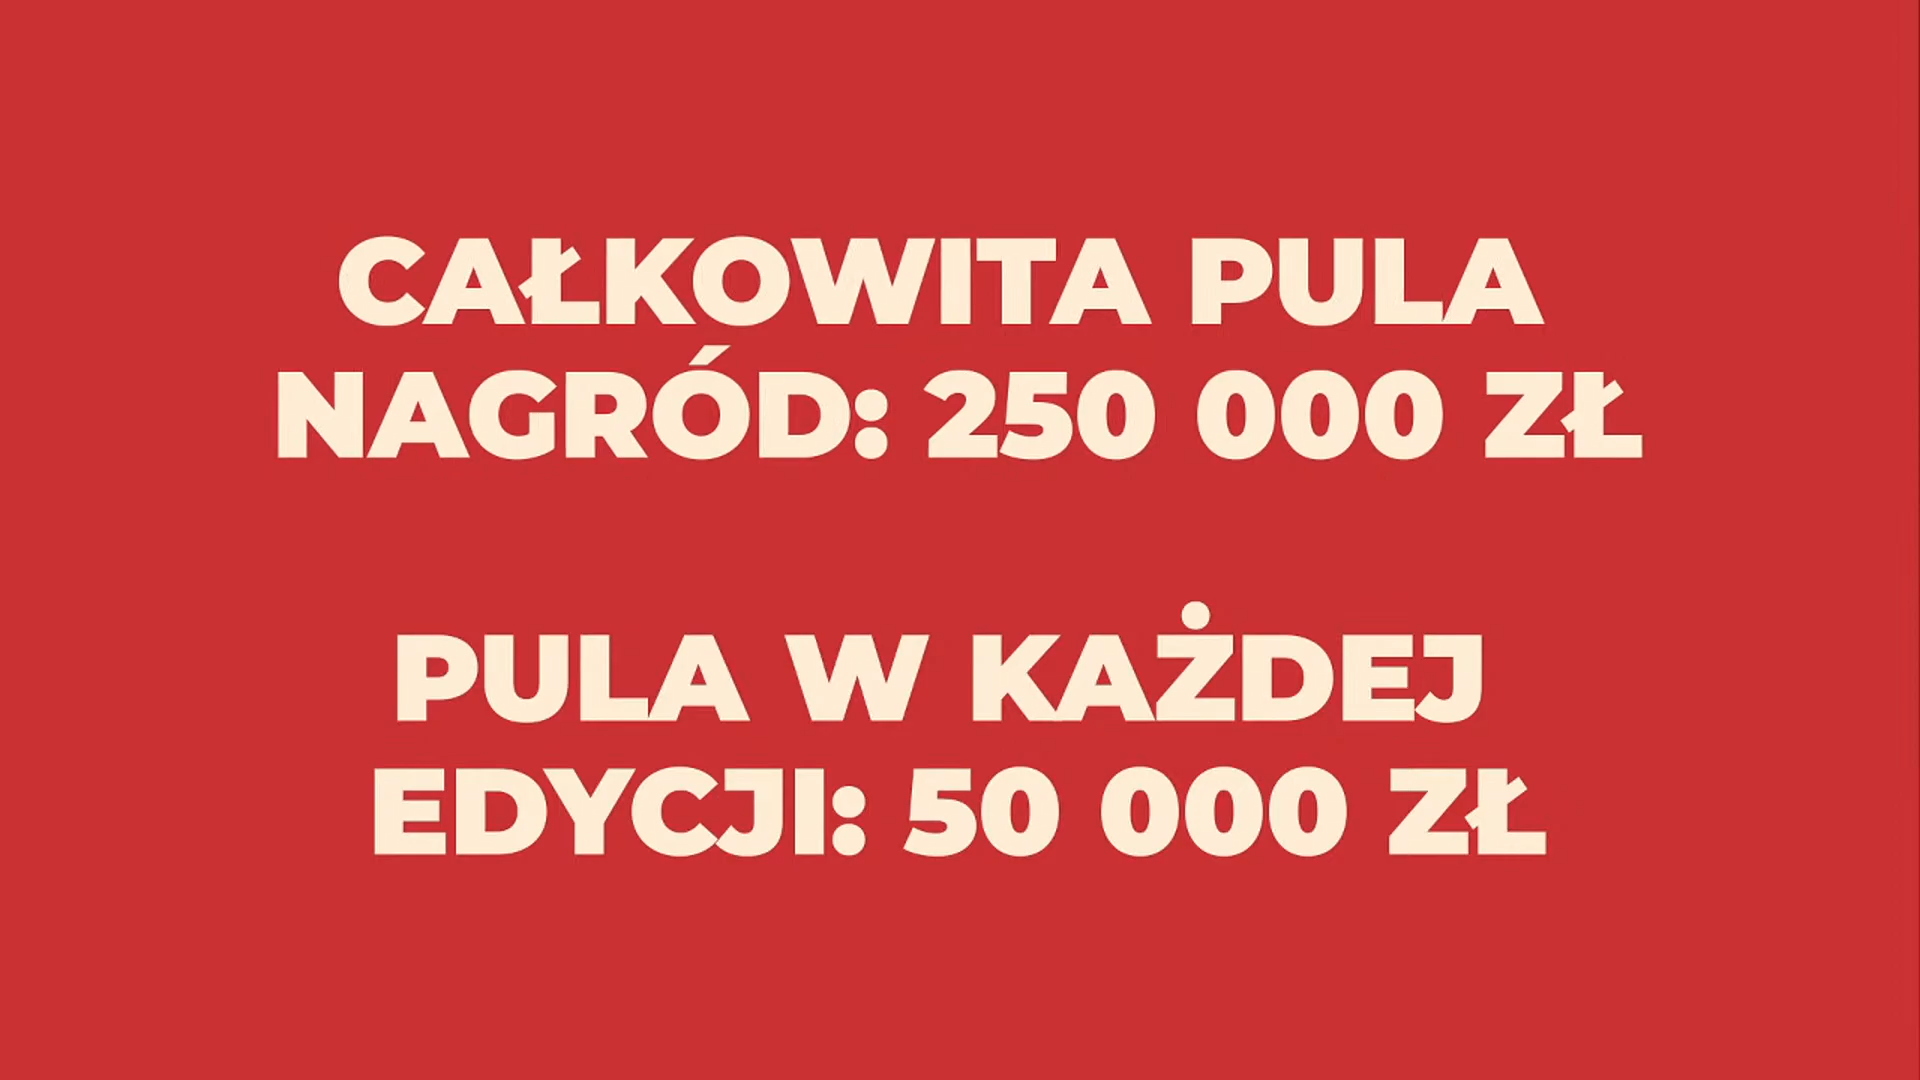 CAŁKOWITA PULA
NAGRÓD: 250 000 ZŁ
PULA W KAŻDEJ
EDYCJI: 50 000 ZŁ